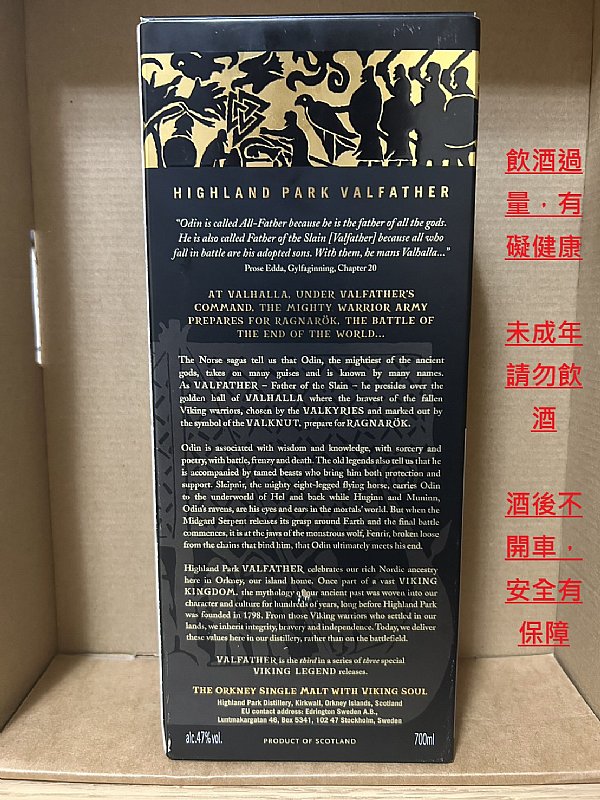 HIGHLAND PARK VALFATHER
"Odin is called All-Father because he is the father of all the gods.
He is also called Father of the Slain [Valfather] because all who
fall in battle are his adopted sons. With them, he mans Valhalla..."
Prose Edda, Gylfaginning, Chapter 20
AT VALHALLA, UNDER VALFATHER'S
COMMAND, THE MIGHTY WARRIOR ARMY
PREPARES FOR RAGNARÖK, THE BATTLE OF
THE END OF THE WORLD...
The Norse sagas tell us that Odin, the mightiest of the ancient
gods, takes on many guises and is known by many names.
As VALFATHER – Father of the Slain – he presides over the
golden hall of VALHALLA where the bravest of the fallen
Viking warriors, chosen by the VALKYRIES and marked out by
the symbol of the VALKNUT, prepare for RAGNARÖK.
Odin is associated with wisdom and knowledge, with sorcery and
poetry, with battle, frenzy and death. The old legends also tell us that he
is accompanied by tamed beasts who bring him both protection and
support. Sleipnir, the mighty eight-legged flying horse, carries Odin
to the underworld of Hel and back while Huginn and Muninn,
Odin's ravens, are his eyes and ears in the mortals' world. But when the
Midgard Serpent releases its grasp around Earth and the final battle
commences, it is at the jaws of the monstrous wolf, Fenrir, broken loose
from the chains that bind him, that Odin ultimately meets his end.
Highland Park VALFATHER celebrates our rich Nordic ancestry
here in Orkney, our island home. Once part of a vast VIKING
KINGDOM, the mythology of our ancient past was woven into our
character and culture for hundreds of years, long before Highland Park
was founded in 1798. From those Viking warriors who settled in our
lands, we inherit integrity, bravery and independence. Today, we deliver
these values here in our distillery, rather than on the battlefield.
VALFATHER is the third in a series of three special
VIKING LEGEND releases.
THE ORKNEY SINGLE MALT WITH VIKING SOUL
Highland Park Distillery, Kirkwall, Orkney Islands, Scotland
EU contact address: Edrington Sweden A.B.,
Luntmakargatan 46, Box 5341, 102 47 Stockholm, Sweden
alc.47% vol.
PRODUCT OF SCOTLAND
700ml
飲酒過
量，有
礙健康
未成年
請勿飲
酒
酒後不
開車，
安全有
保障